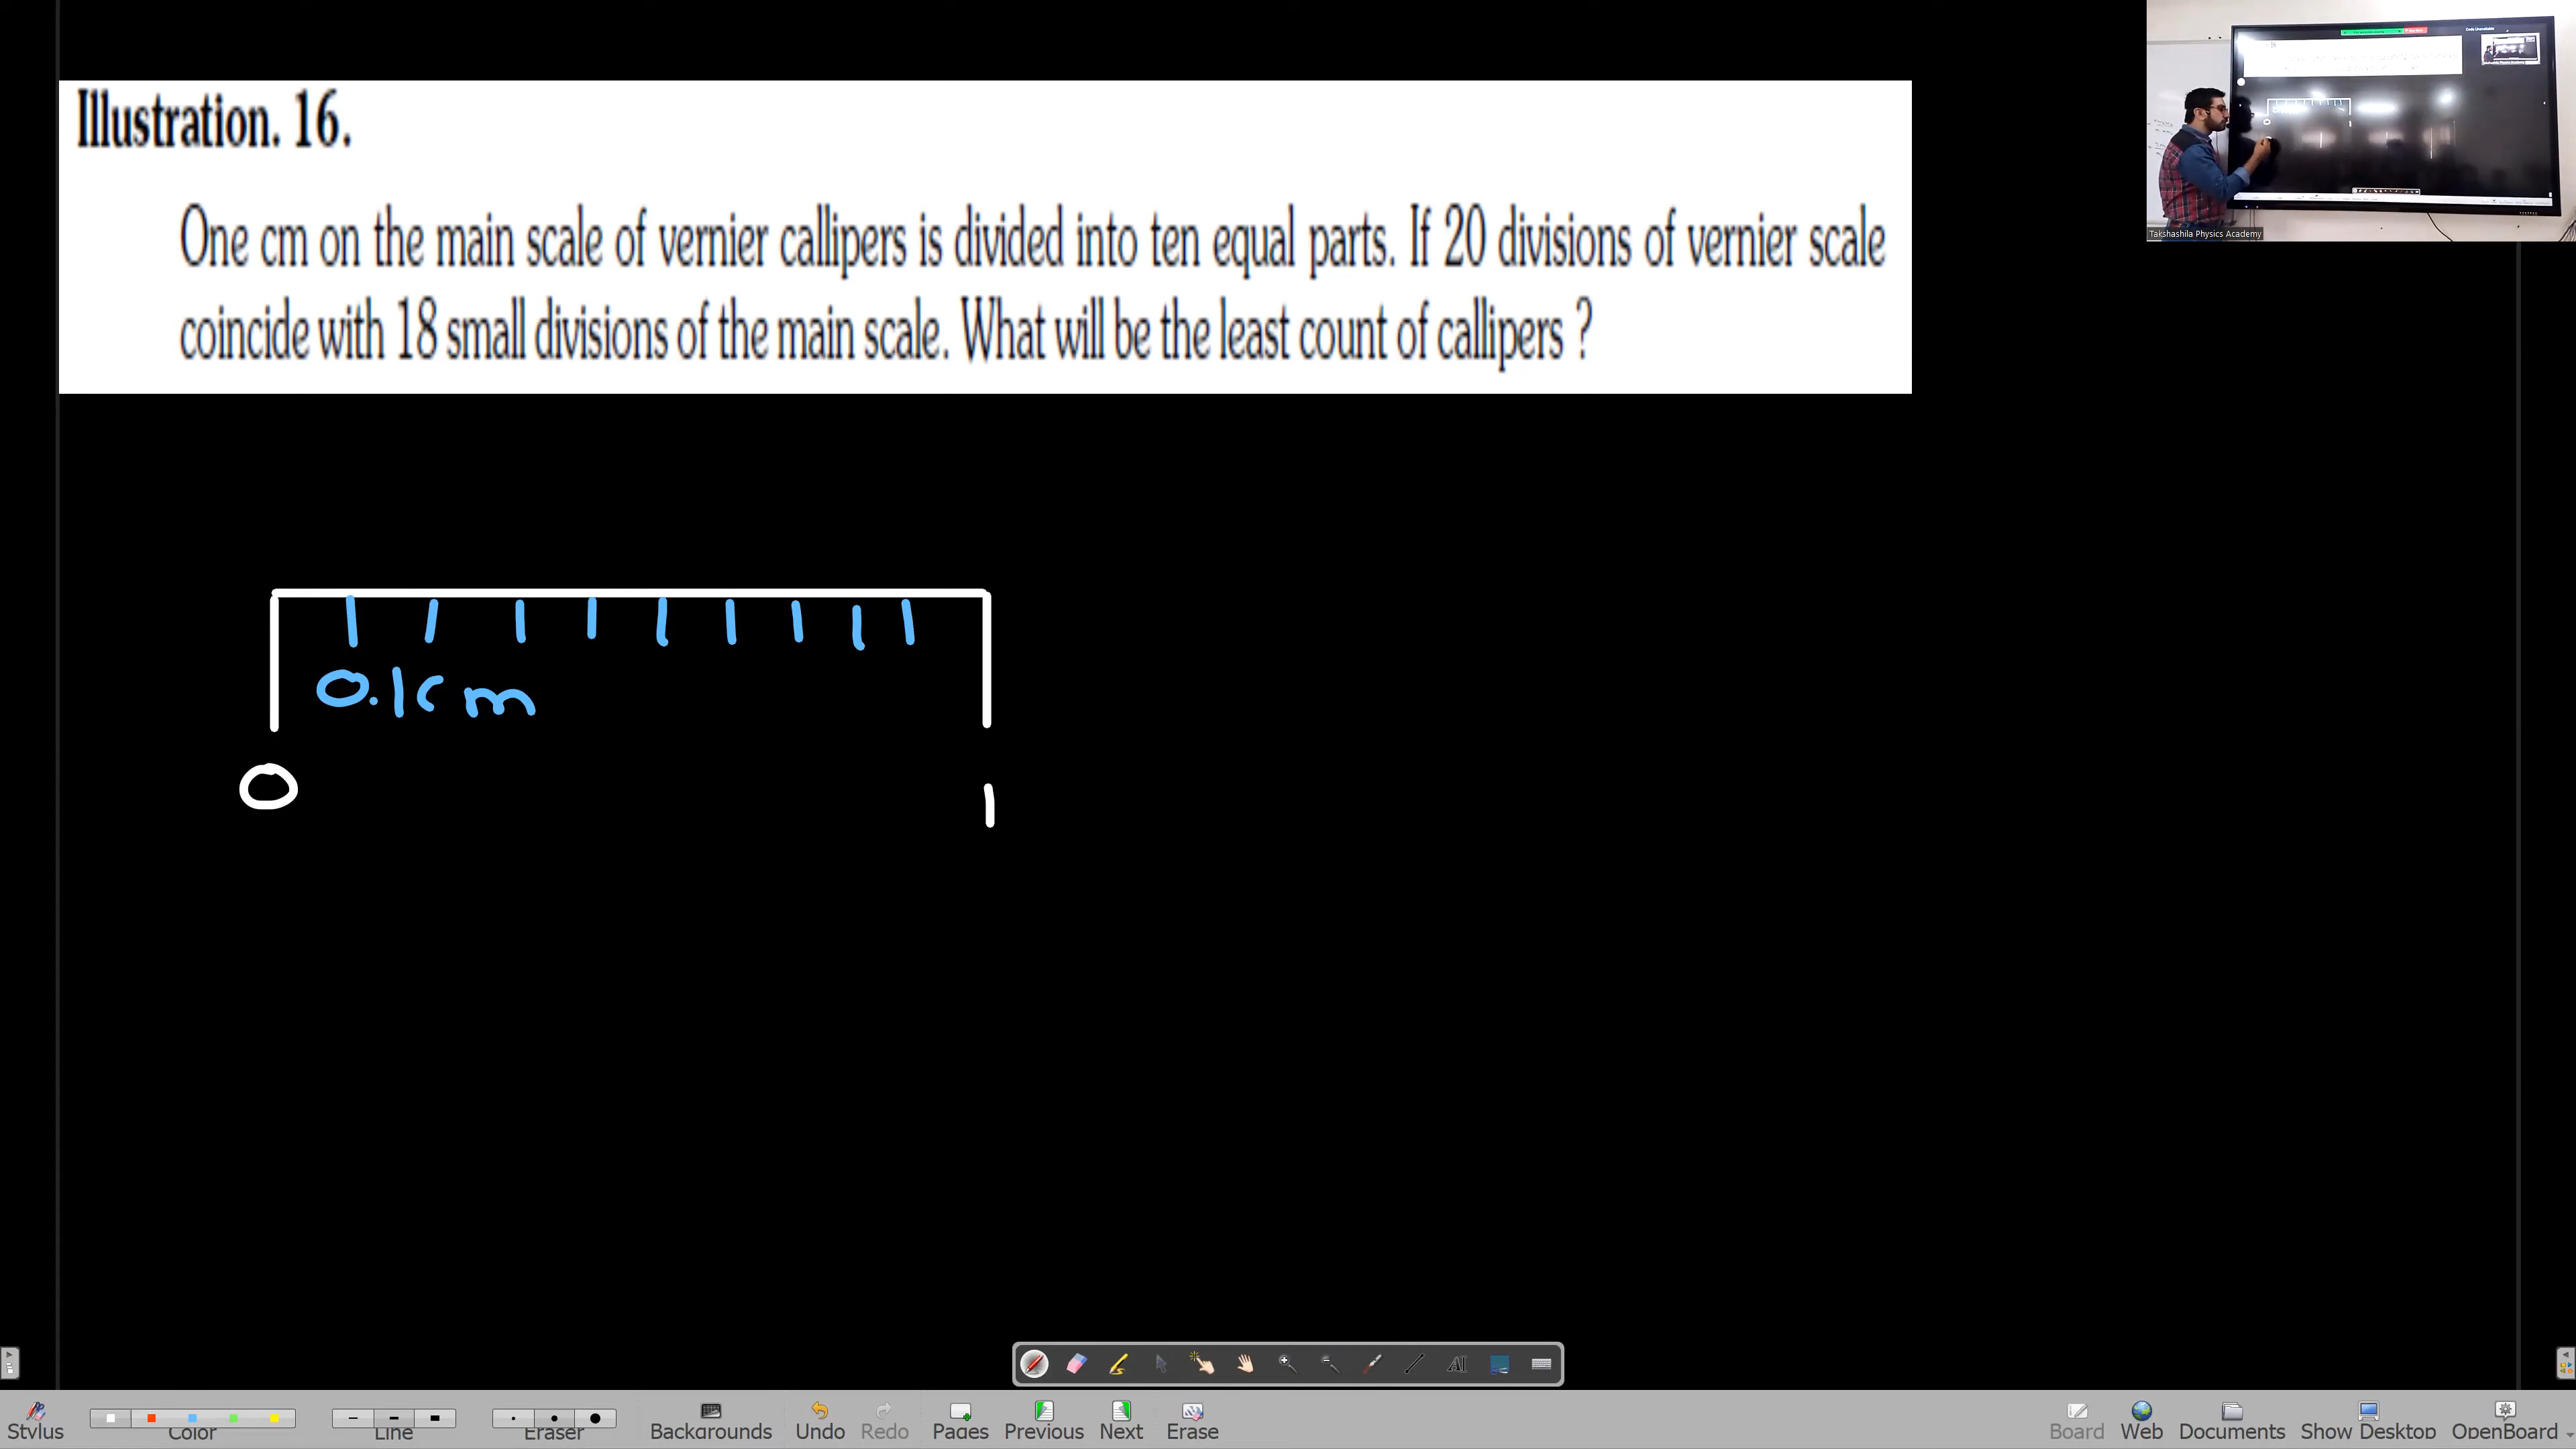 Illustration. 16.
One cm on the main scale of vernier callipers is divided into ten equal parts. If 20 divisions of vernier scale
coincide with 18 small divisions of the main scale. What will be the least count of callipers ?
0.1cm
0 1
Takshashila Physics Academy
AI
Stylus Color Line Eraser Backgrounds Undo Redo Pages Previous Next Erase Board Web Documents Show Desktop OpenBoard